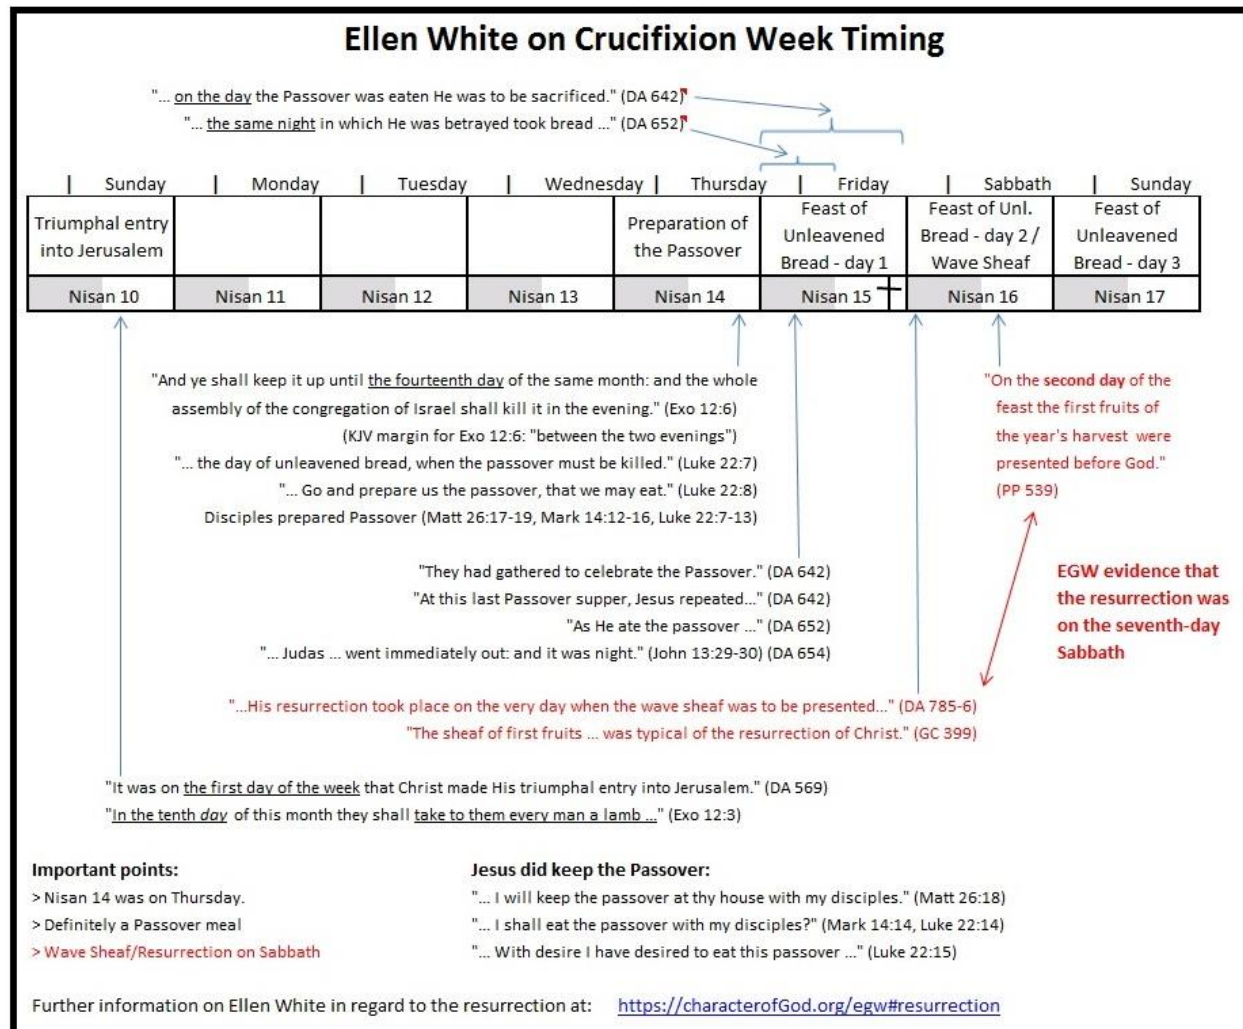 Ellen White on Crucifixion Week Timing
"... on the day the Passover was eaten He was to be sacrificed." (DA 642)
"... the same night in which He was betrayed took bread ..." (DA 652)
| Sunday | Monday | Tuesday | Wednesday | Thursday | Friday | Sabbath | Sunday
Triumphal entry
into Jerusalem
Preparation of
the Passover
Feast of
Unleavened
Bread - day 1
Feast of Unl.
Bread - day 2 /
Wave Sheaf
Feast of
Unleavened
Bread - day 3
Nisan 10 Nisan 11 Nisan 12 Nisan 13 Nisan 14 Nisan 15 Nisan 16 Nisan 17
"And ye shall keep it up until the fourteenth day of the same month: and the whole
assembly of the congregation of Israel shall kill it in the evening." (Exo 12:6)
(KJV margin for Exo 12:6: "between the two evenings")
"... the day of unleavened bread, when the passover must be killed." (Luke 22:7)
"... Go and prepare us the passover, that we may eat." (Luke 22:8)
Disciples prepared Passover (Matt 26:17-19, Mark 14:12-16, Luke 22:7-13)
"On the second day of the
feast the first fruits of
the year's harvest were
presented before God."
(PP 539)
"They had gathered to celebrate the Passover." (DA 642)
"At this last Passover supper, Jesus repeated..." (DA 642)
"As He ate the passover ..." (DA 652)
"... Judas ... went immediately out: and it was night." (John 13:29-30) (DA 654)
EGW evidence that
the resurrection was
on the seventh-day
Sabbath
"...His resurrection took place on the very day when the wave sheaf was to be presented..." (DA 785-6)
"The sheaf of first fruits ... was typical of the resurrection of Christ." (GC 399)
"It was on the first day of the week that Christ made His triumphal entry into Jerusalem." (DA 569)
"In the tenth day of this month they shall take to them every man a lamb ..." (Exo 12:3)
Important points:
> Nisan 14 was on Thursday.
> Definitely a Passover meal
> Wave Sheaf/Resurrection on Sabbath
Jesus did keep the Passover:
"... I will keep the passover at thy house with my disciples." (Matt 26:18)
"... I shall eat the passover with my disciples?" (Mark 14:14, Luke 22:14)
"... With desire I have desired to eat this passover ..." (Luke 22:15)
Further information on Ellen White in regard to the resurrection at: https://characterofGod.org/egw#resurrection